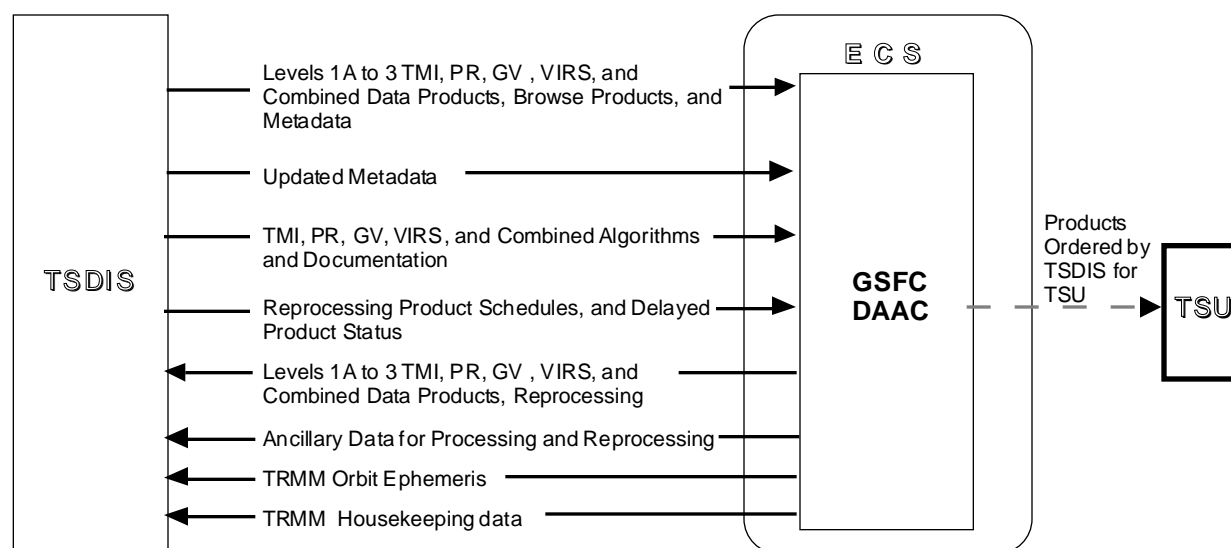 ECS
Levels 1A to 3 TMI, PR, GV , VIRS, and
Combined Data Products, Browse Products, and
Metadata
Updated Metadata
TMI, PR, GV, VIRS, and Combined Algorithms
and Documentation
TSDIS
Reprocessing Product Schedules, and Delayed
Product Status
Levels 1A to 3 TMI, PR, GV , VIRS, and
Combined Data Products, Reprocessing
Ancillary Data for Processing and Reprocessing
TRMM Orbit Ephemeris
TRMM Housekeeping data
GSFC
DAAC
Products
Ordered by
TSDIS for
TSU
TSU